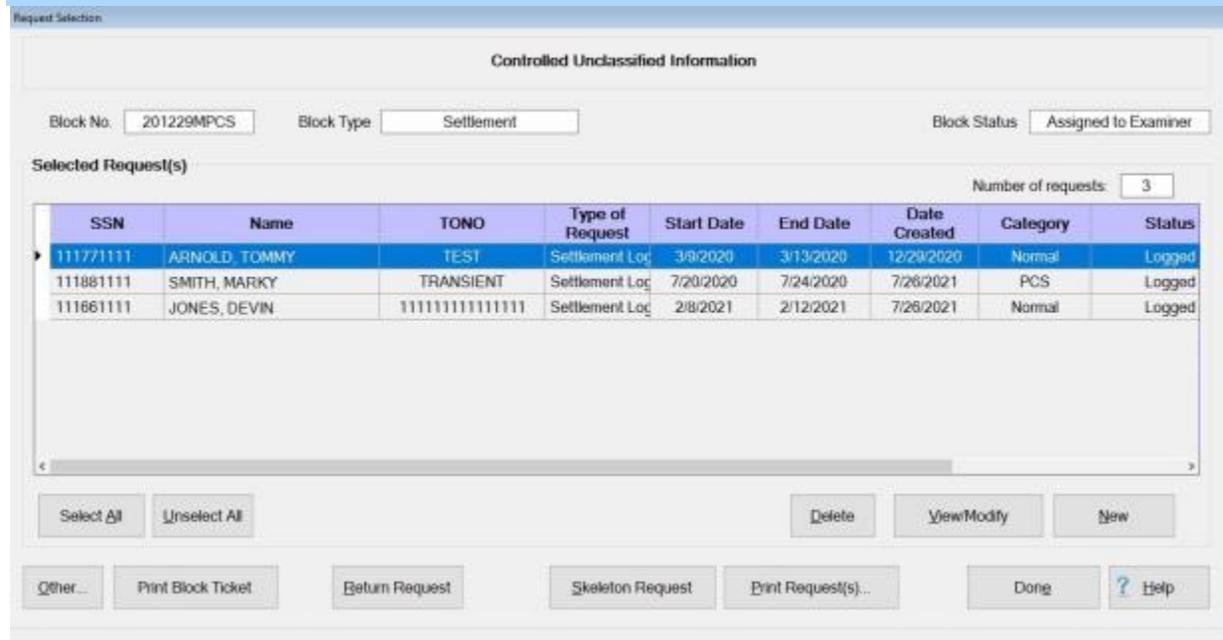 Request Selection
Controlled Unclassified Information
Block No. 201229MPCS Block Type Settlement Block Status Assigned to Examiner
Selected Request(s)
Number of requests: 3
SSN Name TONO Type of Request Start Date End Date Date Created Category Status
111771111 ARNOLD, TOMMY TEST Settlement Log 3/9/2020 3/13/2020 12/29/2020 Normal Logged
111881111 SMITH, MARKY TRANSIENT Settlement Log 7/20/2020 7/24/2020 7/26/2021 PCS Logged
111661111 JONES, DEVIN 111111111111111 Settlement Log 2/8/2021 2/12/2021 7/26/2021 Normal Logged
Select All Unselect All Delete View/Modify New
Other... Print Block Ticket Return Request Skeleton Request Print Request(s)... Done ? Help